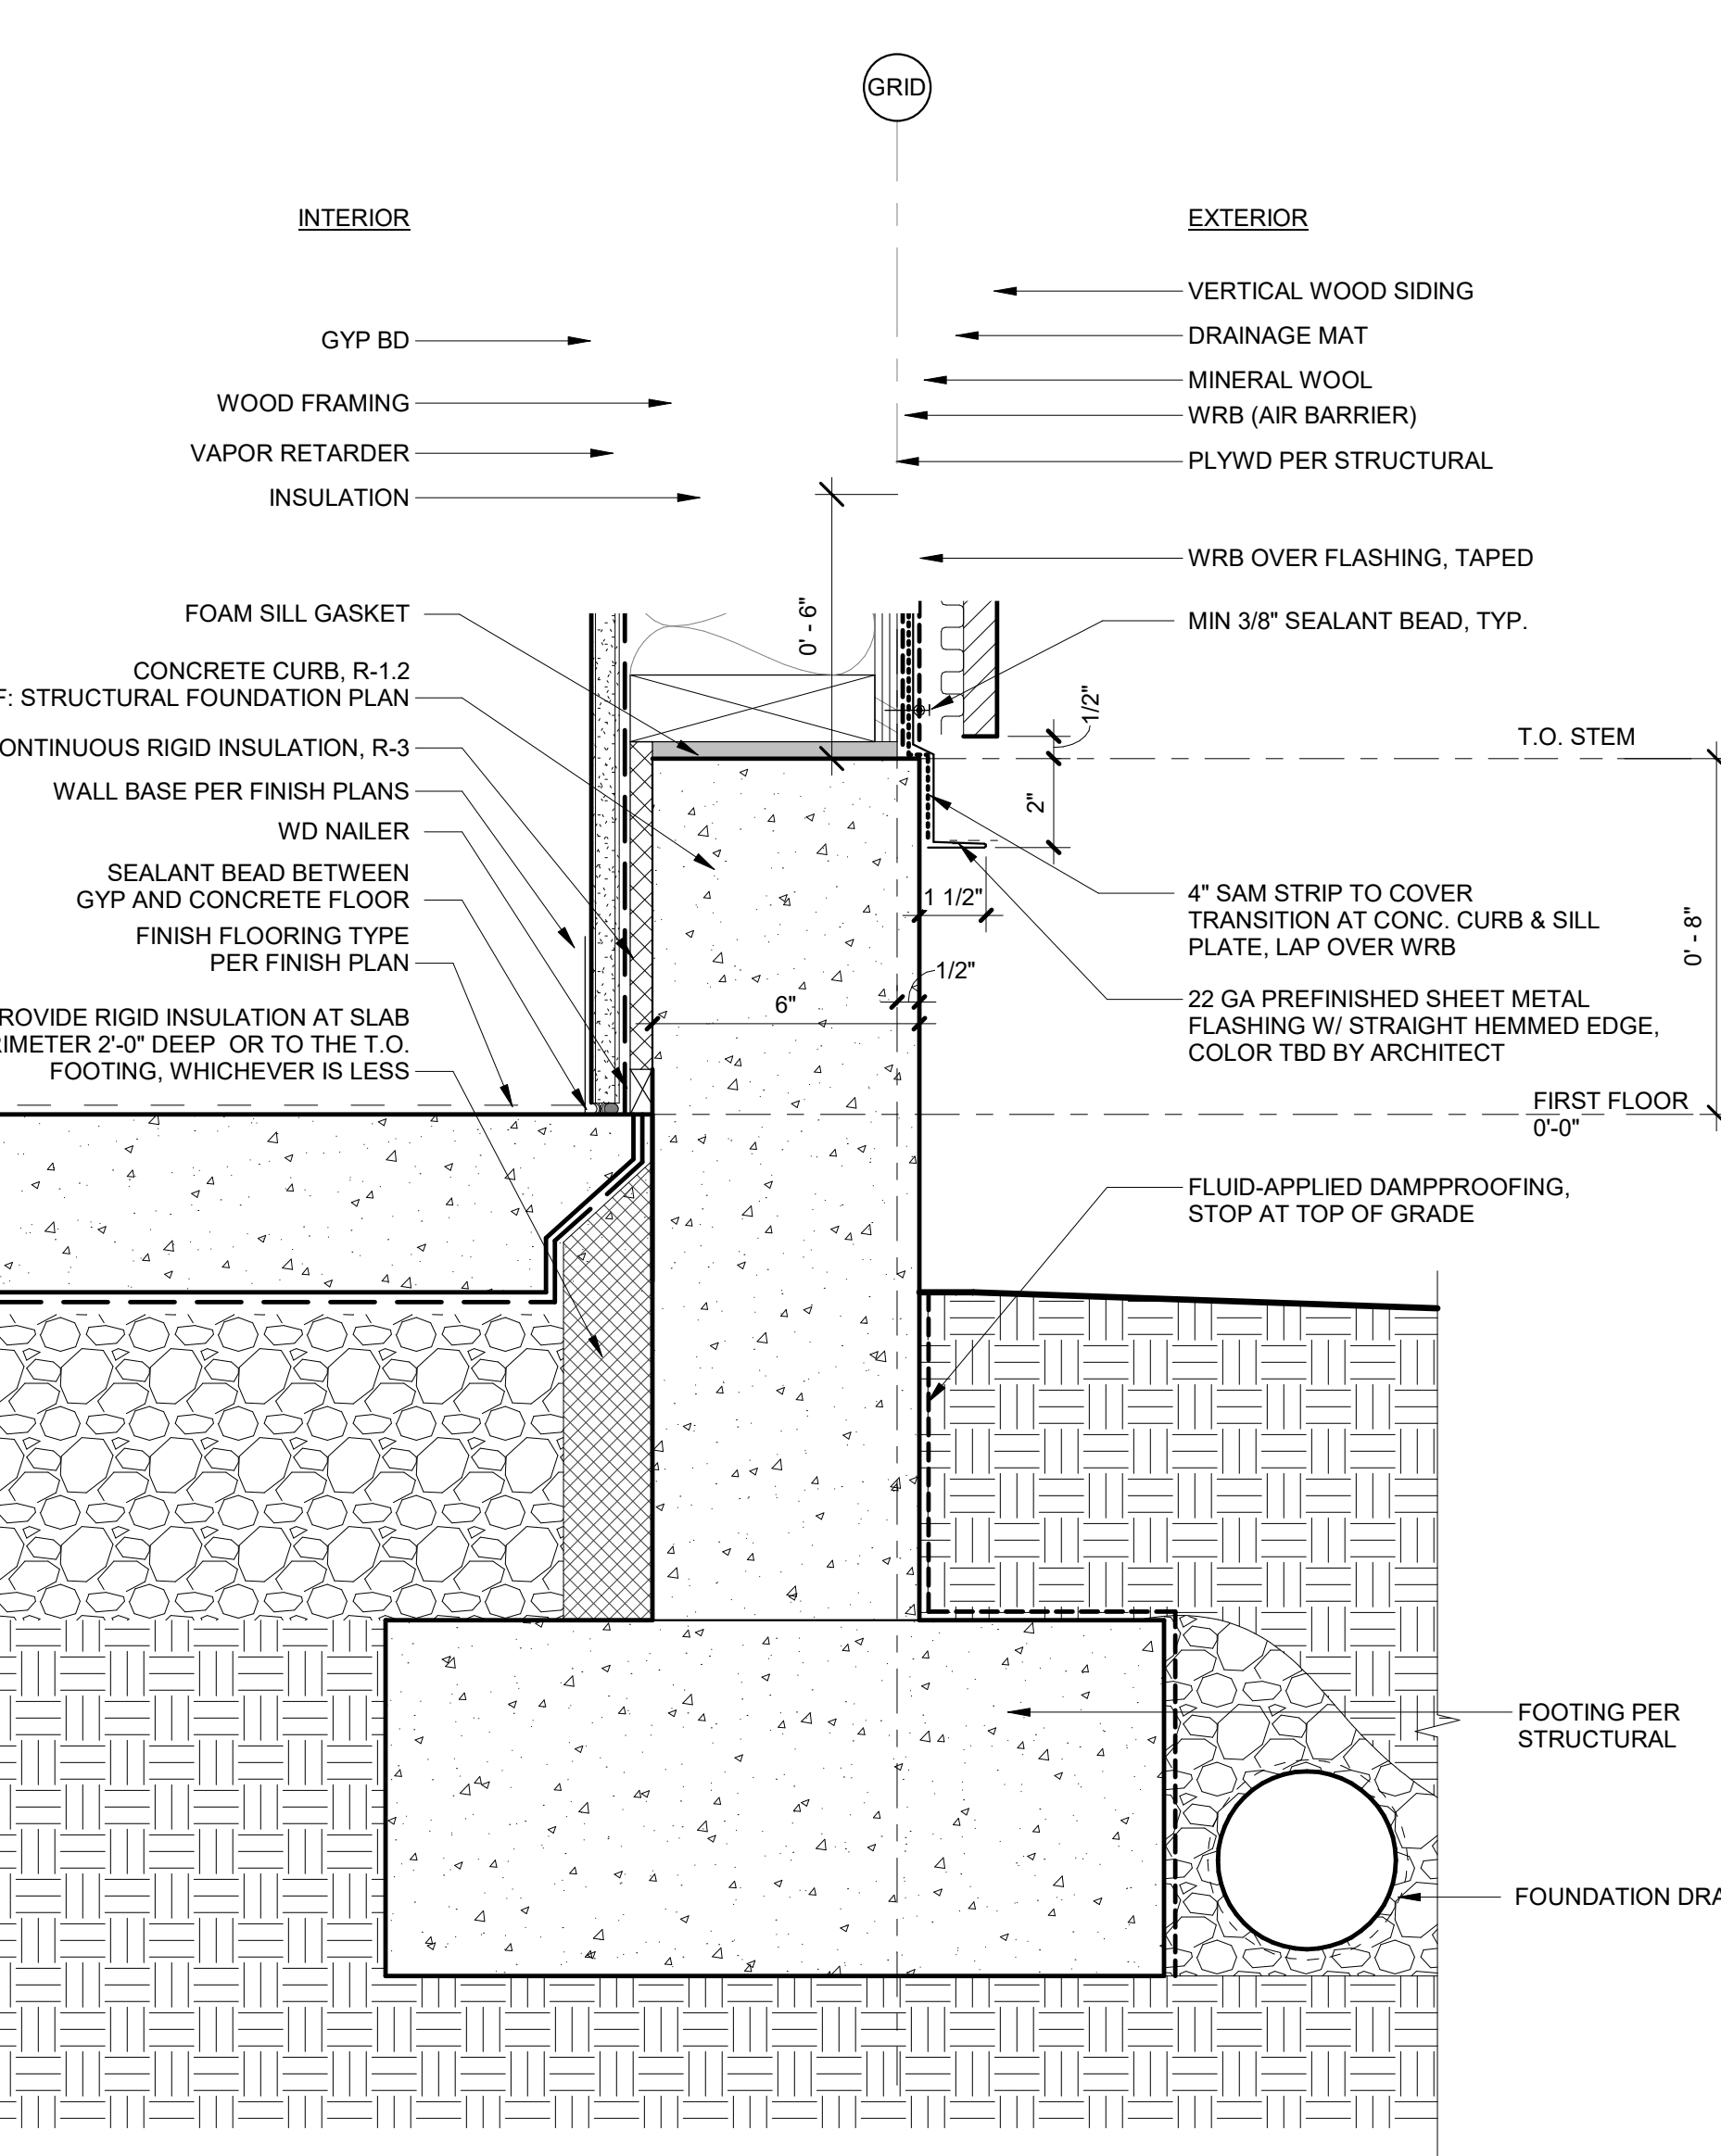 GRID
INTERIOR
EXTERIOR
VERTICAL WOOD SIDING
DRAINAGE MAT
MINERAL WOOL
WRB (AIR BARRIER)
PLYWD PER STRUCTURAL
WRB OVER FLASHING, TAPED
MIN 3/8" SEALANT BEAD, TYP.
GYP BD
WOOD FRAMING
VAPOR RETARDER
INSULATION
FOAM SILL GASKET
CONCRETE CURB, R-1.2
F: STRUCTURAL FOUNDATION PLAN
ONTINUOUS RIGID INSULATION, R-3
WALL BASE PER FINISH PLANS
WD NAILER
SEALANT BEAD BETWEEN
GYP AND CONCRETE FLOOR
FINISH FLOORING TYPE
PER FINISH PLAN
ROVIDE RIGID INSULATION AT SLAB
RIMETER 2'-0" DEEP OR TO THE T.O.
FOOTING, WHICHEVER IS LESS
0' - 6"
1/2"
2"
1 1/2"
1/2"
6"
T.O. STEM
0' - 8"
4" SAM STRIP TO COVER
TRANSITION AT CONC. CURB & SILL
PLATE, LAP OVER WRB
22 GA PREFINISHED SHEET METAL
FLASHING W/ STRAIGHT HEMMED EDGE,
COLOR TBD BY ARCHITECT
FIRST FLOOR
0'-0"
FLUID-APPLIED DAMPPROOFING,
STOP AT TOP OF GRADE
FOOTING PER
STRUCTURAL
FOUNDATION DRA